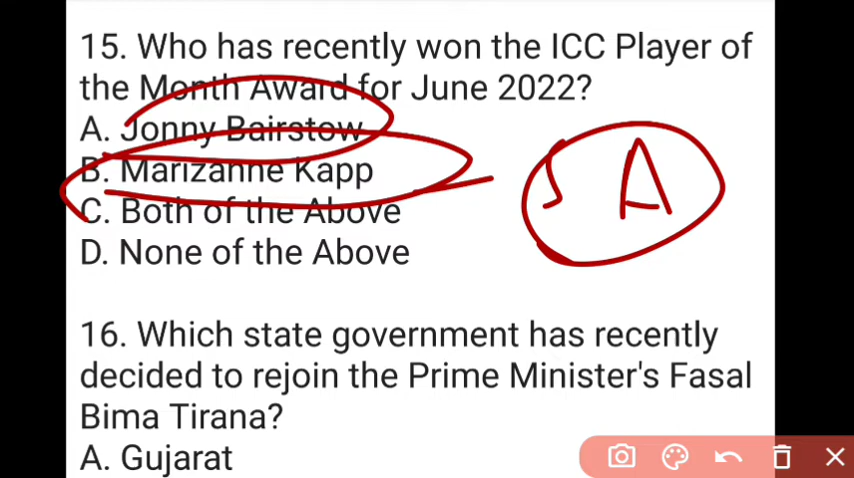 15. Who has recently won the ICC Player of
the Month Award for June 2022?
A. Jonny Bairstow
B. Marizanne Kapp
C. Both of the Above
D. None of the Above
S A
16. Which state government has recently
decided to rejoin the Prime Minister's Fasal
Bima Tirana?
A. Gujarat